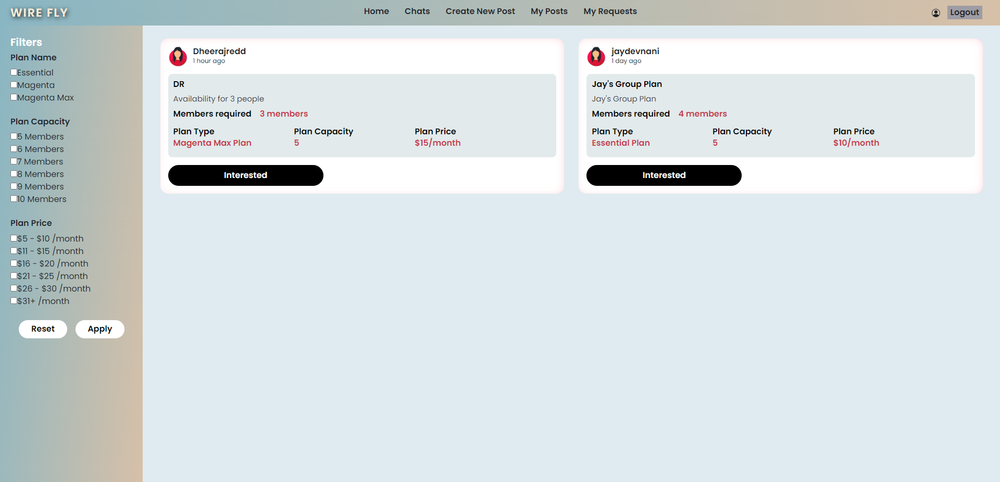 WIRE FLY
Home Chats Create New Post My Posts My Requests
Logout
Filters
Plan Name
Essential
Magenta
Magenta Max
Plan Capacity
5 Members
6 Members
7 Members
8 Members
9 Members
10 Members
Plan Price
$5 - $10 /month
$11 - $15 /month
$16 - $20 /month
$21 - $25 /month
$26 - $30 /month
$31+ /month
Reset Apply
Dheerajredd
1 hour ago
DR
Availability for 3 people
Members required 3 members
Plan Type Plan Capacity Plan Price
Magenta Max Plan 5 $15/month
Interested
jaydevnani
1 day ago
Jay's Group Plan
Jay's Group Plan
Members required 4 members
Plan Type Plan Capacity Plan Price
Essential Plan 5 $10/month
Interested